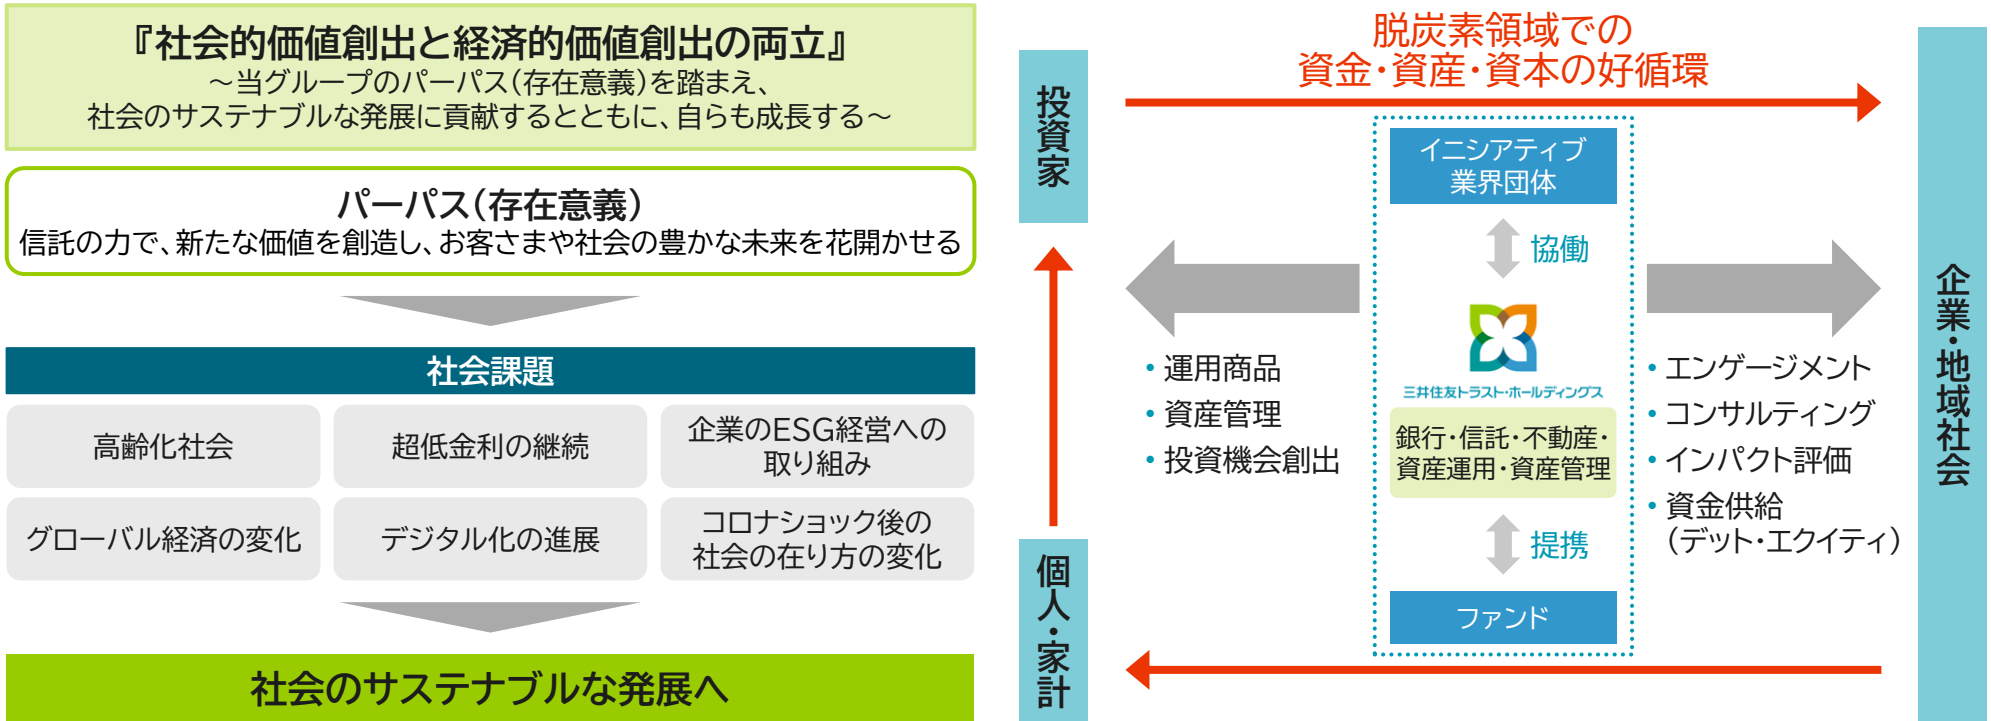 『社会的価値創出と経済的価値創出の両立』
～当グループのパーパス(存在意義)を踏まえ、
社会のサステナブルな発展に貢献するとともに、自らも成長する～
パーパス(存在意義)
信託の力で、新たな価値を創造し、お客さまや社会の豊かな未来を花開かせる
社会課題
高齢化社会
超低金利の継続
企業のESG経営への
取り組み
グローバル経済の変化
デジタル化の進展
コロナショック後の
社会の在り方の変化
社会のサステナブルな発展へ
投資家
個人・家計
脱炭素領域での
資金・資産・資本の好循環
・運用商品
・資産管理
・投資機会創出
イニシアティブ
業界団体
協働
三井住友トラスト・ホールディングス
銀行・信託・不動産・
資産運用・資産管理
提携
ファンド
・エンゲージメント
・コンサルティング
・インパクト評価
・資金供給
(デット・エクイティ)
企業・地域社会